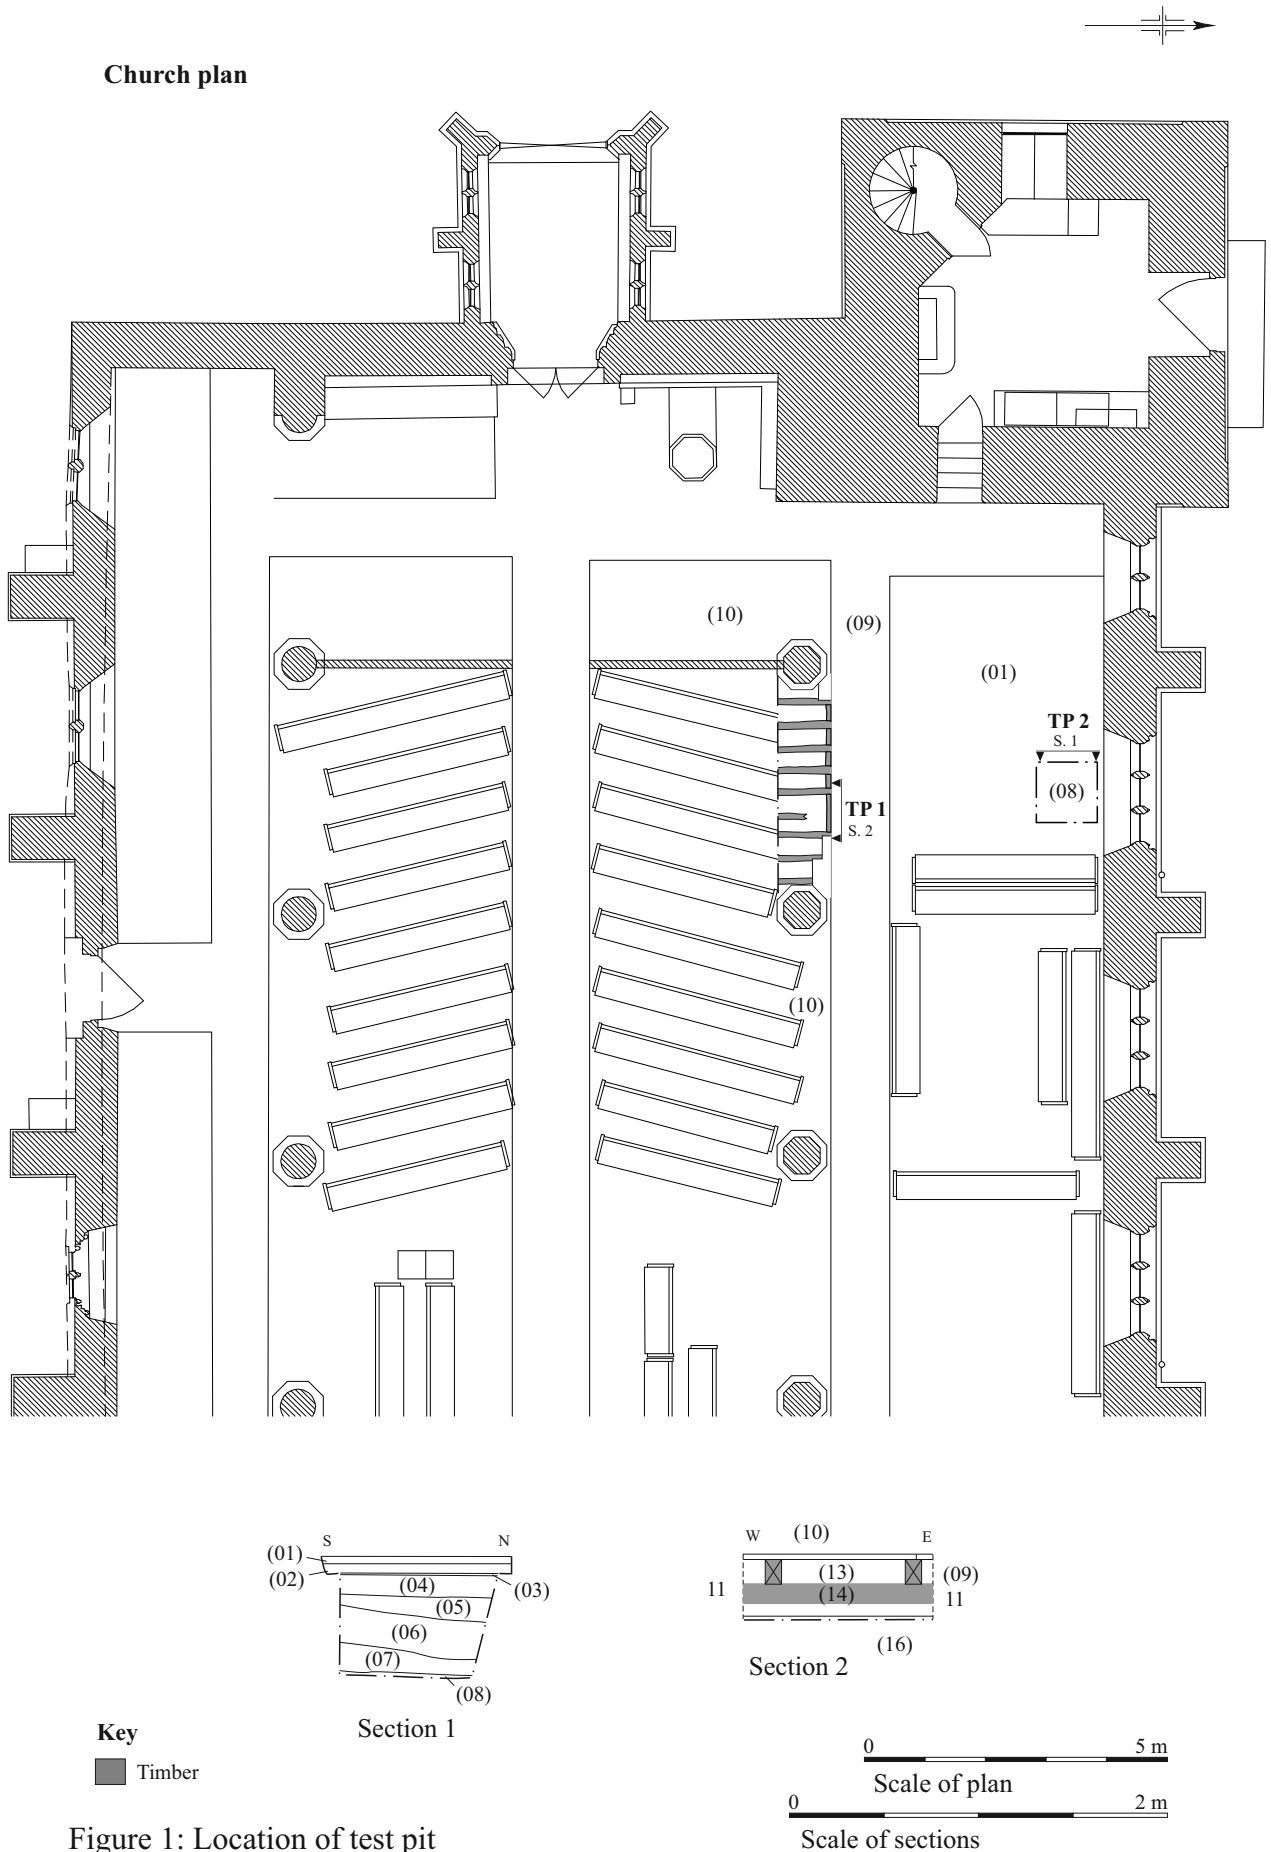 Church plan
(10)
(09)
(01)
TP 2
S. 1
(08)
TP 1
S. 2
(10)
S
N
(01)
(02)
(03)
(04)
(05)
(06)
(07)
(08)
Section 1
W
E
(10)
(13)
(09)
11
(14)
11
(16)
Section 2
Key
Timber
0
5 m
Scale of plan
0
2 m
Scale of sections
Figure 1: Location of test pit